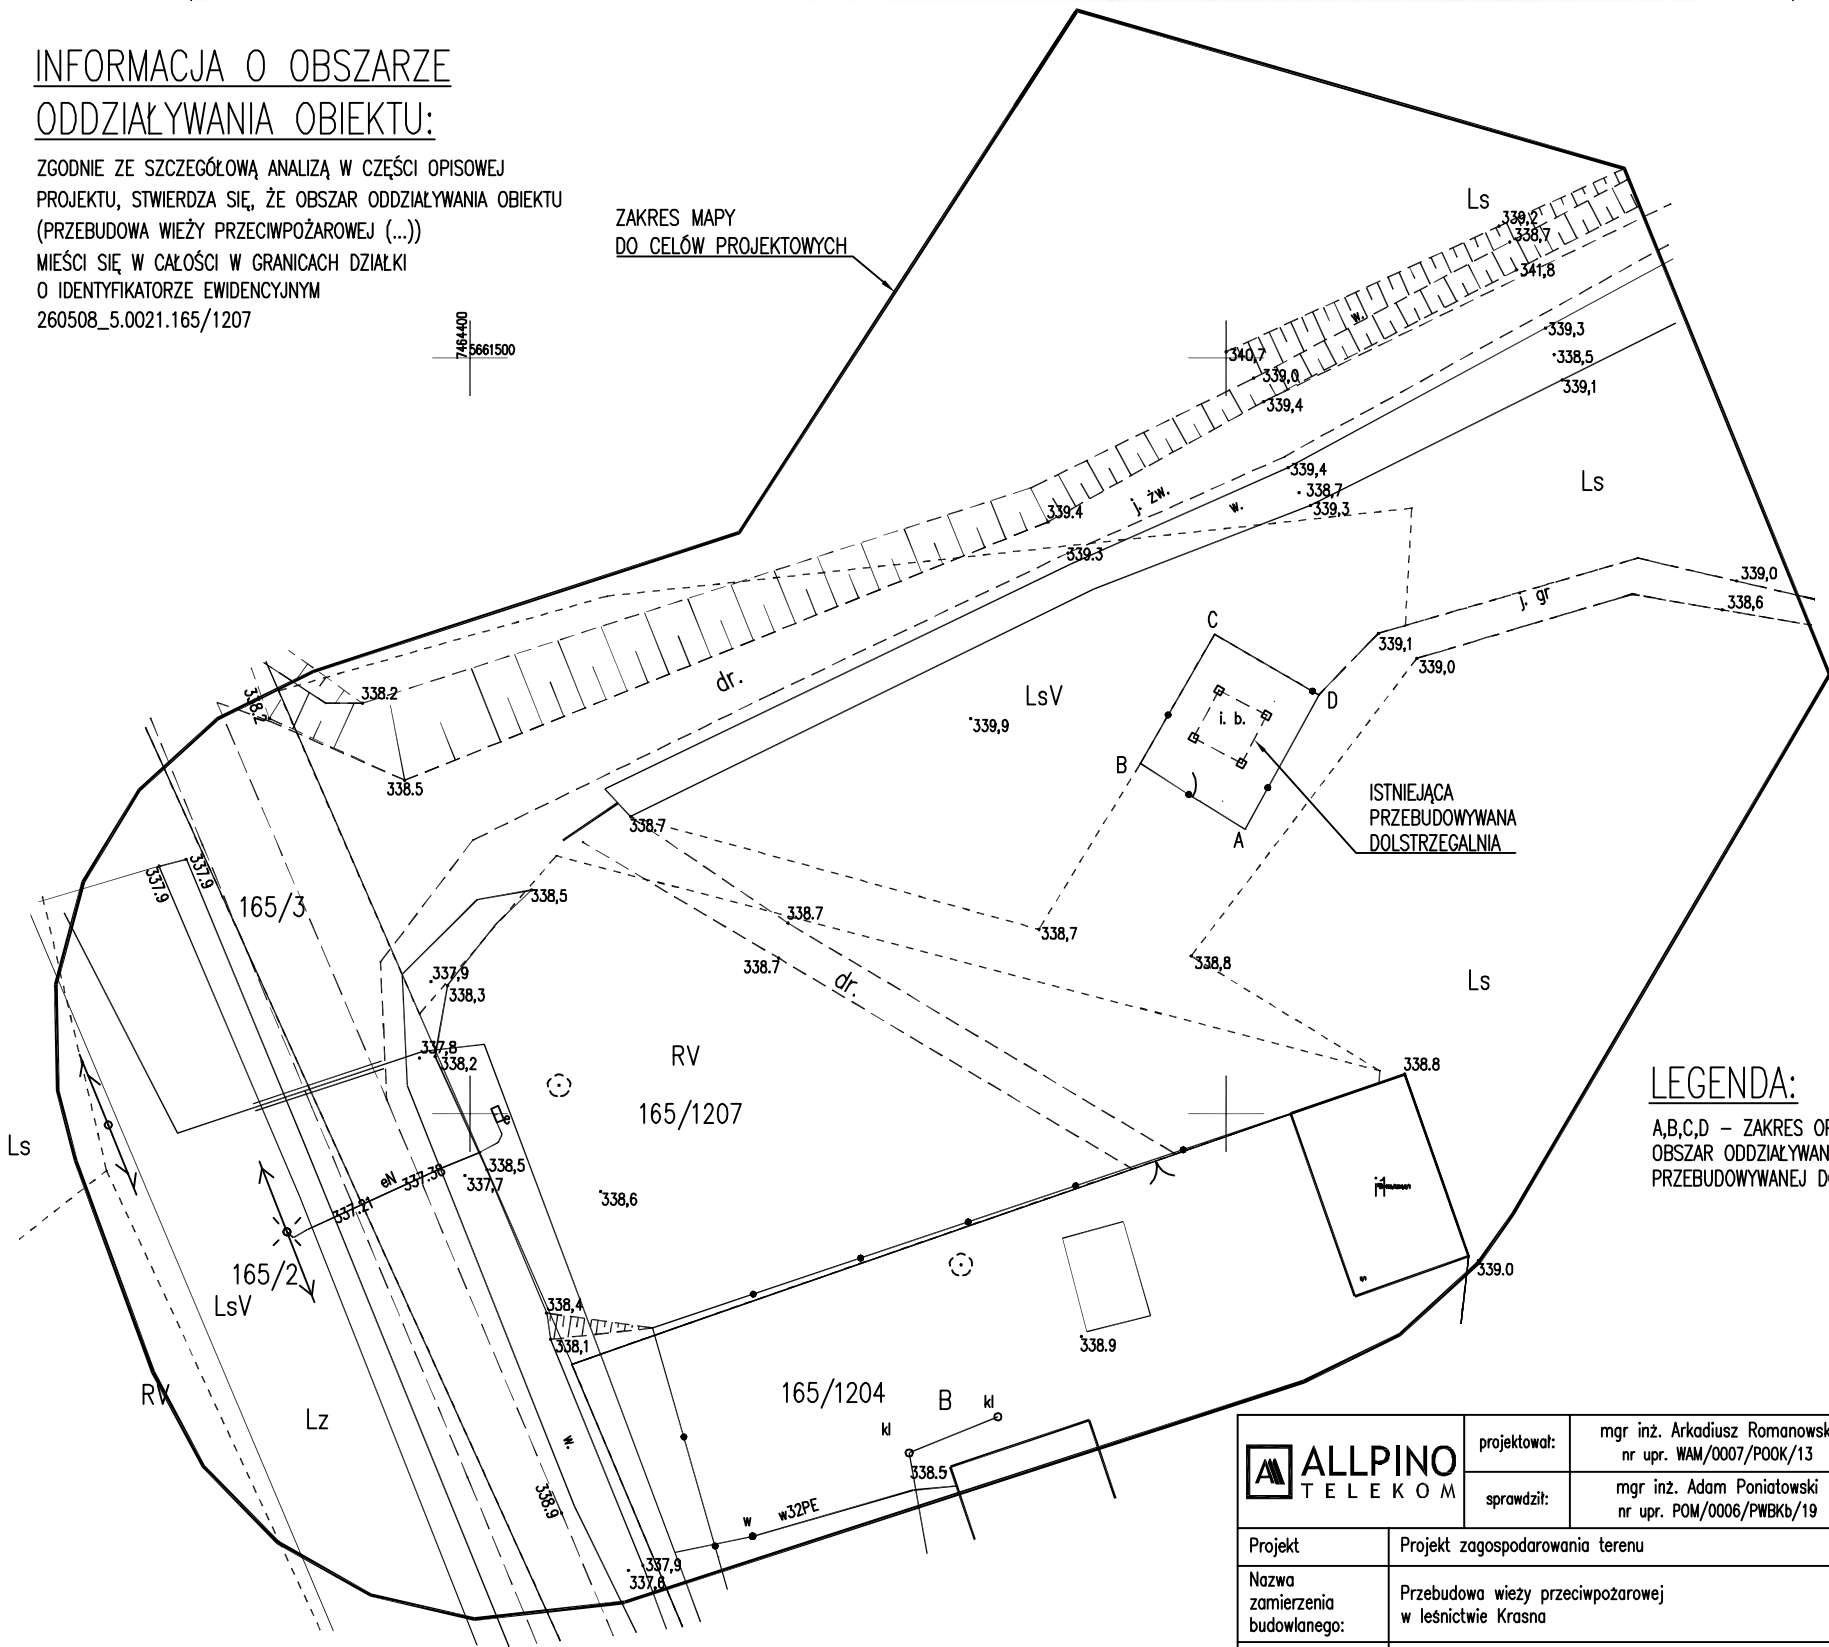 INFORMACJA O OBSZARZE
ODDZIAŁYWANIA OBIEKTU:
ZGODNIE ZE SZCZEGÓŁOWĄ ANALIZĄ W CZĘŚCI OPISOWEJ
PROJEKTU, STWIERDZA SIĘ, ŻE OBSZAR ODDZIAŁYWANIA OBIEKTU
(PRZEBUDOWA WIEŻY PRZECIWPOŻAROWEJ (...))
MIEŚCI SIĘ W CAŁOŚCI W GRANICACH DZIAŁKI
O IDENTYFIKATORZE EWIDENCYJNYM
260508_5.0021.165/1207
ZAKRES MAPY
DO CELÓW PROJEKTOWYCH
7464400
5661500
Ls
339,2
338,7
341,8
w.
339,3
338,5
339,1
340,7
339,0
339,4
339,4
338,7
339,3
Ls
j. żw.
w.
339.4
339.3
j. gr
339,0
338,6
339,1
339,0
C
D
i. b.
B
A
LsV
339,9
dr.
338.2
338.2
338.5
ISTNIEJĄCA
PRZEBUDOWYWANA
DOLSTRZEGALNIA
338.7
337.9
337.9
165/3
338,5
338.7
338.7
338,7
338,8
dr.
Ls
337,9
338,3
337,8
338,2
RV
165/1207
338.8
LEGENDA:
A,B,C,D – ZAKRES
OBSZAR
PRZEBUDOWYWANEJ
Ls
e
338,5
337,7
eN
337.38
337.21
338,6
i1
s
339.0
165/2
LsV
338,4
338,1
338.9
RV
Lz
165/1204
B
kl
kl
w.
338.5
338.9
w
w32PE
337,9
337,6
ALLPINO
TELEKOM
projektował:
mgr inż. Arkadiusz
nr upr. WAM/0007/POOK/13
sprawdził:
mgr inż. Adam Poniatowski
nr upr. POM/0006/PWBKb/19
Projekt
Projekt zagospodarowania terenu
Nazwa
zamierzenia
budowlanego:
Przebudowa wieży przeciwpożarowej
w leśnictwie Krasna